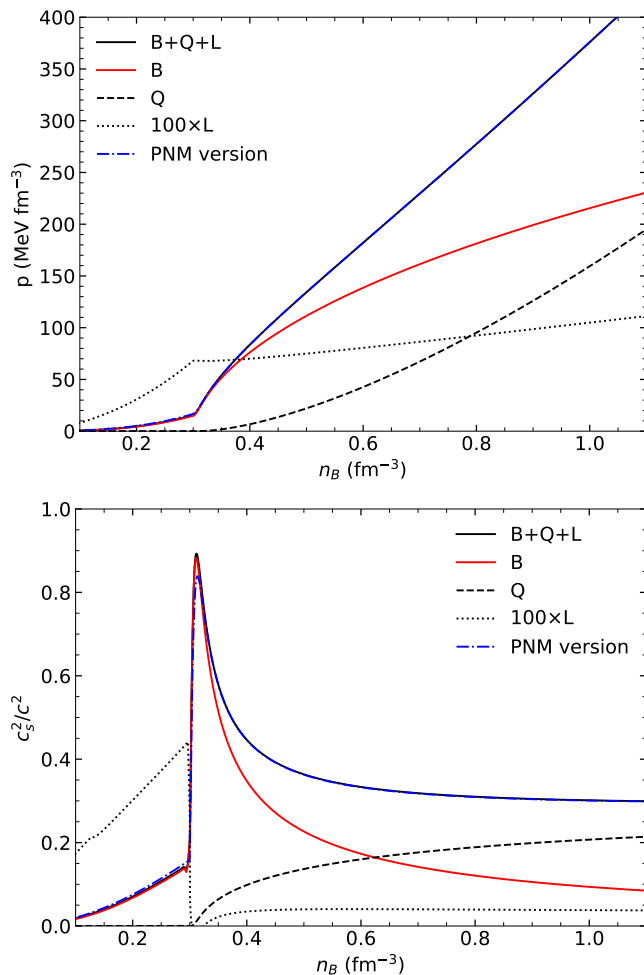 400
350
300
250
200
150
100
50
0
p (MeV fm⁻³)
B+Q+L
B
Q
100×L
PNM version
0.2 0.4 0.6 0.8 1.0
n_B (fm⁻³)
1.0
0.8
0.6
0.4
0.2
0.0
c_s²/c²
B+Q+L
B
Q
100×L
PNM version
0.2 0.4 0.6 0.8 1.0
n_B (fm⁻³)